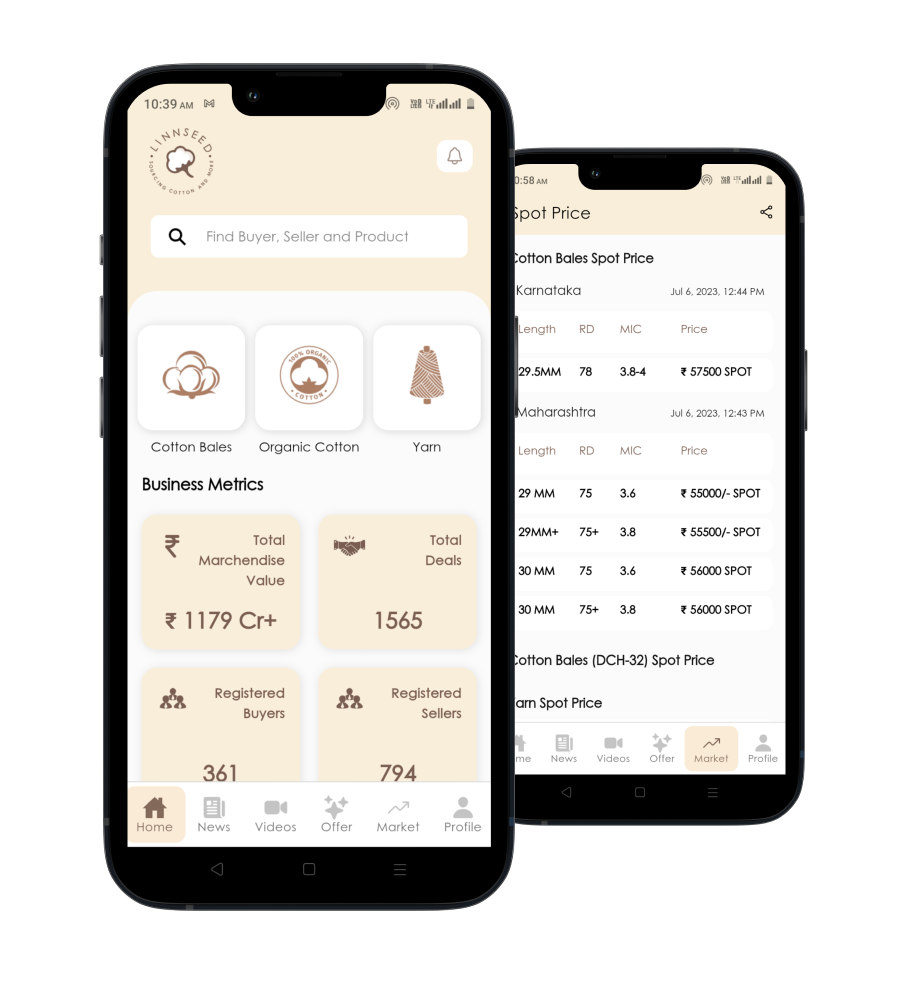 10:39 AM
LINNSEED
SOURCING COTTON AND MORE
Find Buyer, Seller and Product
100% ORGANIC
COTTON
Cotton Bales
Organic Cotton
Yarn
Business Metrics
Total
Marchendise
Value
₹ 1179 Cr+
Total
Deals
1565
Registered
Buyers
361
Registered
Sellers
794
Home
News
Videos
Offer
Market
Profile
0:58 AM
Spot Price
Cotton Bales Spot Price
Karnataka
Jul 6, 2023, 12:44 PM
Length RD MIC Price
29.5MM 78 3.8-4 ₹ 57500 SPOT
Maharashtra
Jul 6, 2023, 12:43 PM
Length RD MIC Price
29 MM 75 3.6 ₹ 55000/- SPOT
29MM+ 75+ 3.8 ₹ 55500/- SPOT
30 MM 75 3.6 ₹ 56000 SPOT
30 MM 75+ 3.8 ₹ 56000 SPOT
Cotton Bales (DCH-32) Spot Price
arn Spot Price
me
News
Videos
Offer
Market
Profile